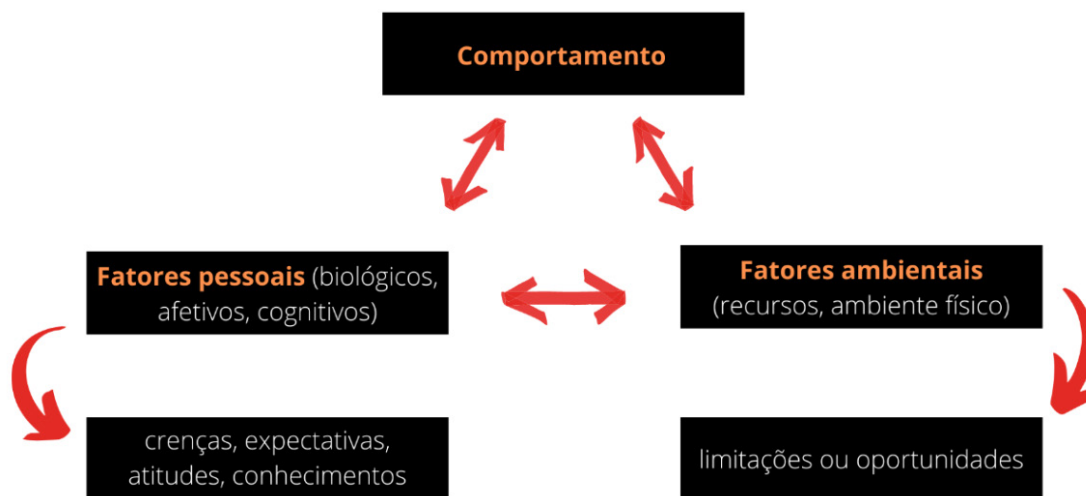 Comportamento
Fatores pessoais (biológicos,
afetivos, cognitivos)
Fatores ambientais
(recursos, ambiente físico)
crenças, expectativas,
atitudes, conhecimentos
limitações ou oportunidades